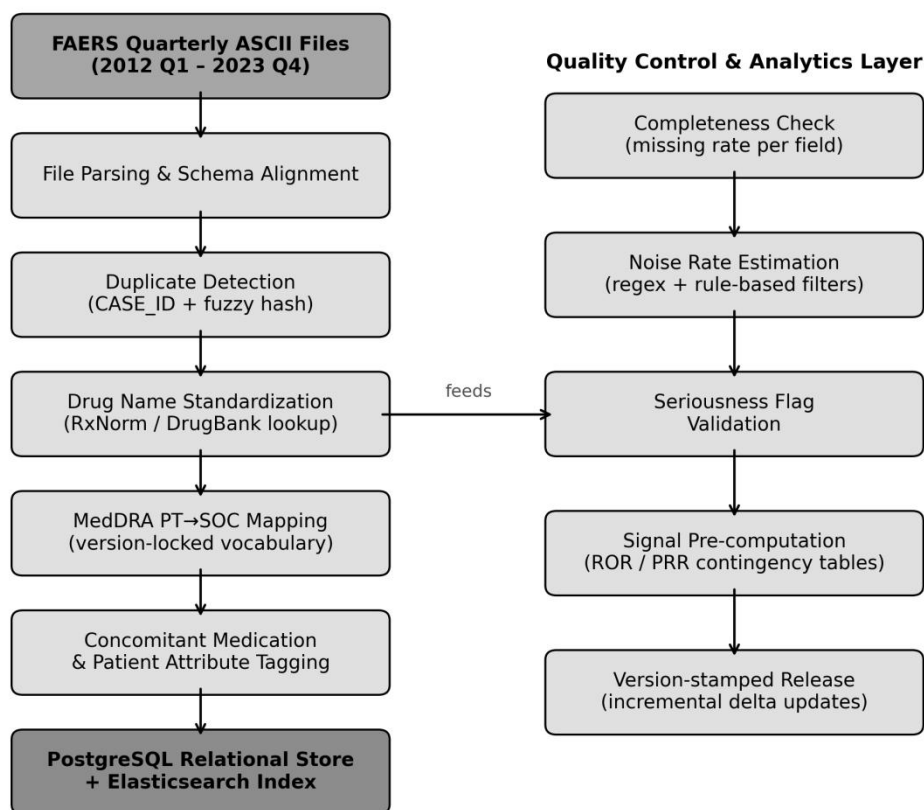 FAERS Quarterly ASCII Files
(2012 Q1 – 2023 Q4)
File Parsing & Schema Alignment
Duplicate Detection
(CASE_ID + fuzzy hash)
Drug Name Standardization
(RxNorm / DrugBank lookup)
MedDRA PT→SOC Mapping
(version-locked vocabulary)
Concomitant Medication
& Patient Attribute Tagging
PostgreSQL Relational Store
+ Elasticsearch Index
feeds
Quality Control & Analytics Layer
Completeness Check
(missing rate per field)
Noise Rate Estimation
(regex + rule-based filters)
Seriousness Flag
Validation
Signal Pre-computation
(ROR / PRR contingency tables)
Version-stamped Release
(incremental delta updates)